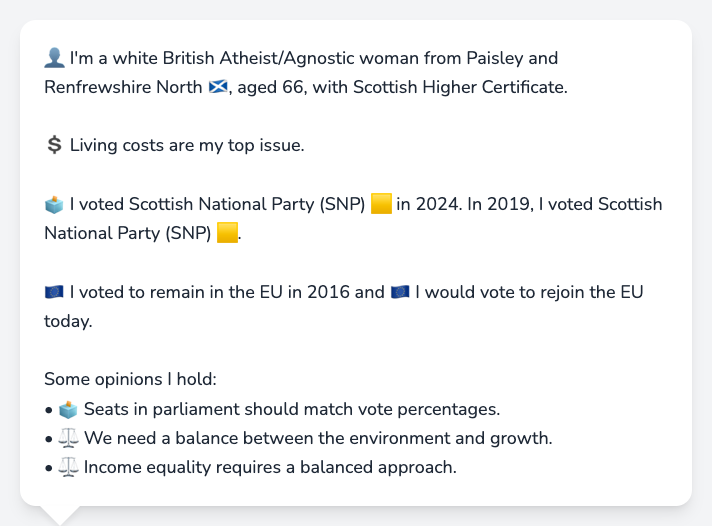 👤 I'm a white British Atheist/Agnostic woman from Paisley and
Renfrewshire North 🏴󠁧󠁢󠁳󠁣󠁴󠁿, aged 66, with Scottish Higher Certificate.
💲 Living costs are my top issue.
🗳️ I voted Scottish National Party (SNP) 🟨 in 2024. In 2019, I voted Scottish
National Party (SNP) 🟨.
🇪🇺 I voted to remain in the EU in 2016 and 🇪🇺 I would vote to rejoin the EU
today.
Some opinions I hold:
• 🗳️ Seats in parliament should match vote percentages.
• ⚖️ We need a balance between the environment and growth.
• ⚖️ Income equality requires a balanced approach.